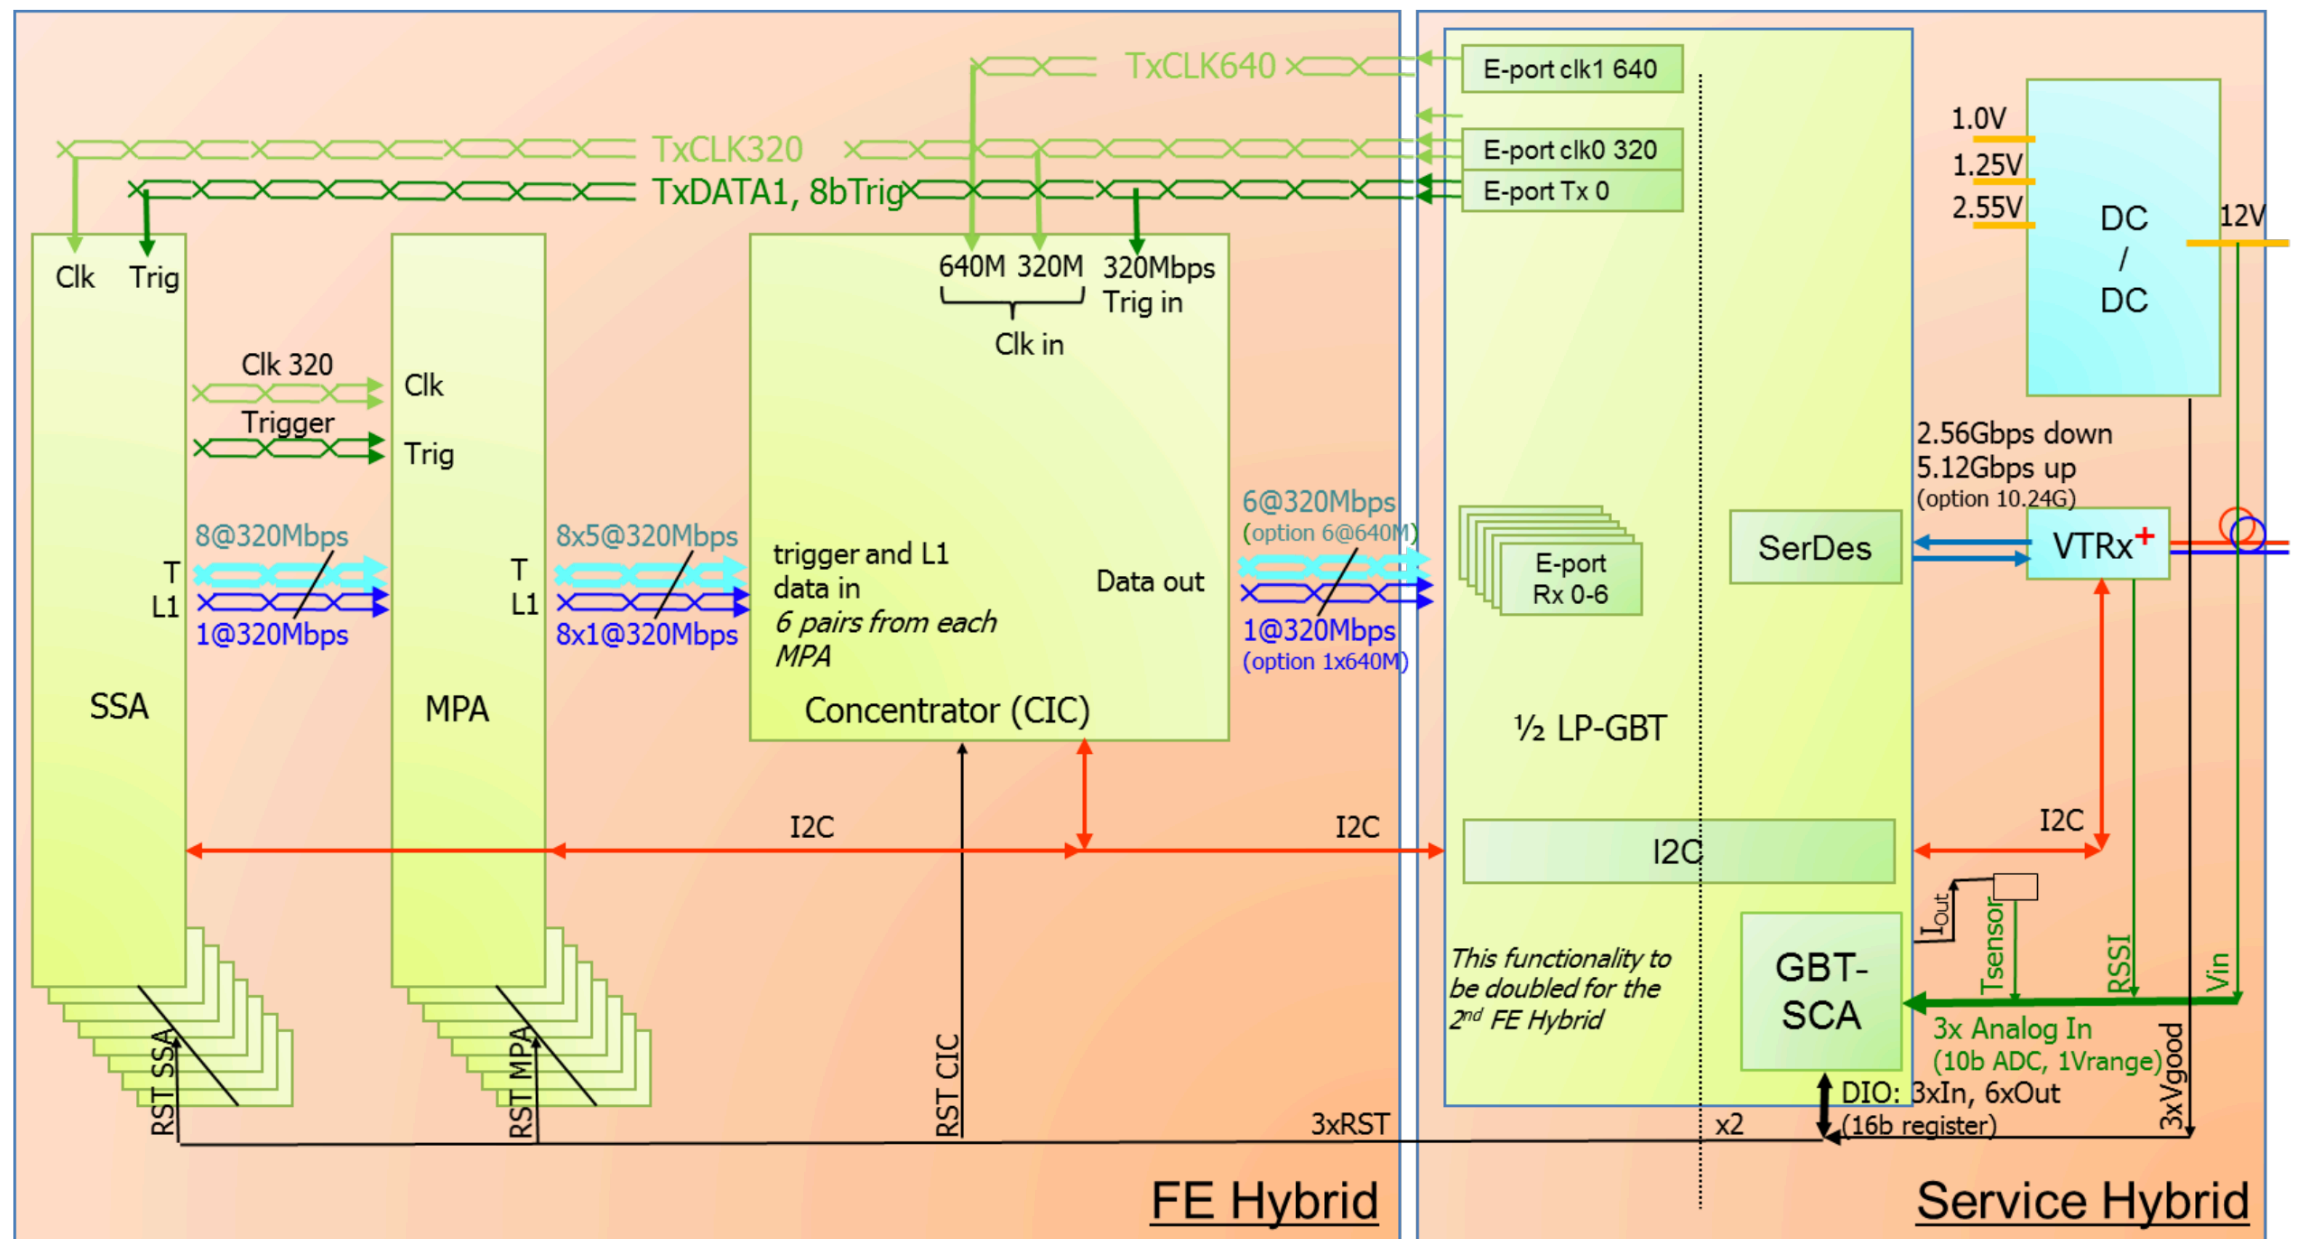 TxCLK640
E-port clk1 640
TxCLK320
E-port clk0 320
TxDATA1, 8bTrig
E-port Tx 0
1.0V
1.25V
2.55V
DC
/
DC
12V
Clk
Trig
640M 320M
Clk in
320Mbps
Trig in
Clk 320
Clk
Trigger
Trig
8@320Mbps
T
L1
1@320Mbps
SSA
8x5@320Mbps
T
L1
8x1@320Mbps
MPA
trigger and L1
data in
6 pairs from each
MPA
Data out
Concentrator (CIC)
6@320Mbps
(option 6@640M)
1@320Mbps
(option 1x640M)
E-port
Rx 0-6
SerDes
½ LP-GBT
2.56Gbps down
5.12Gbps up
(option 10.24G)
VTRx+
I2C
I2C
I2C
I2C
This functionality to
be doubled for the
2nd FE Hybrid
GBT-
SCA
IOut
Tsensor
RSSI
Vin
3x Analog In
(10b ADC, 1Vrange)
3xVgood
DIO: 3xIn, 6xOut
(16b register)
RST SSA
RST MPA
RST CIC
3xRST
x2
FE Hybrid
Service Hybrid